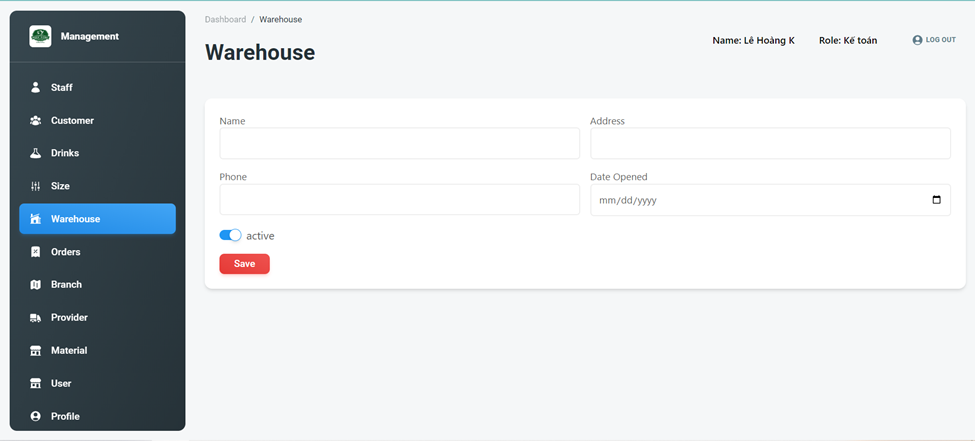 Management
Staff
Customer
Drinks
Size
Warehouse
Orders
Branch
Provider
Material
User
Profile
Dashboard / Warehouse
Warehouse
Name: Lê Hoàng K Role: Kế toán LOG OUT
Name Address
Phone Date Opened
mm/dd/yyyy
active
Save